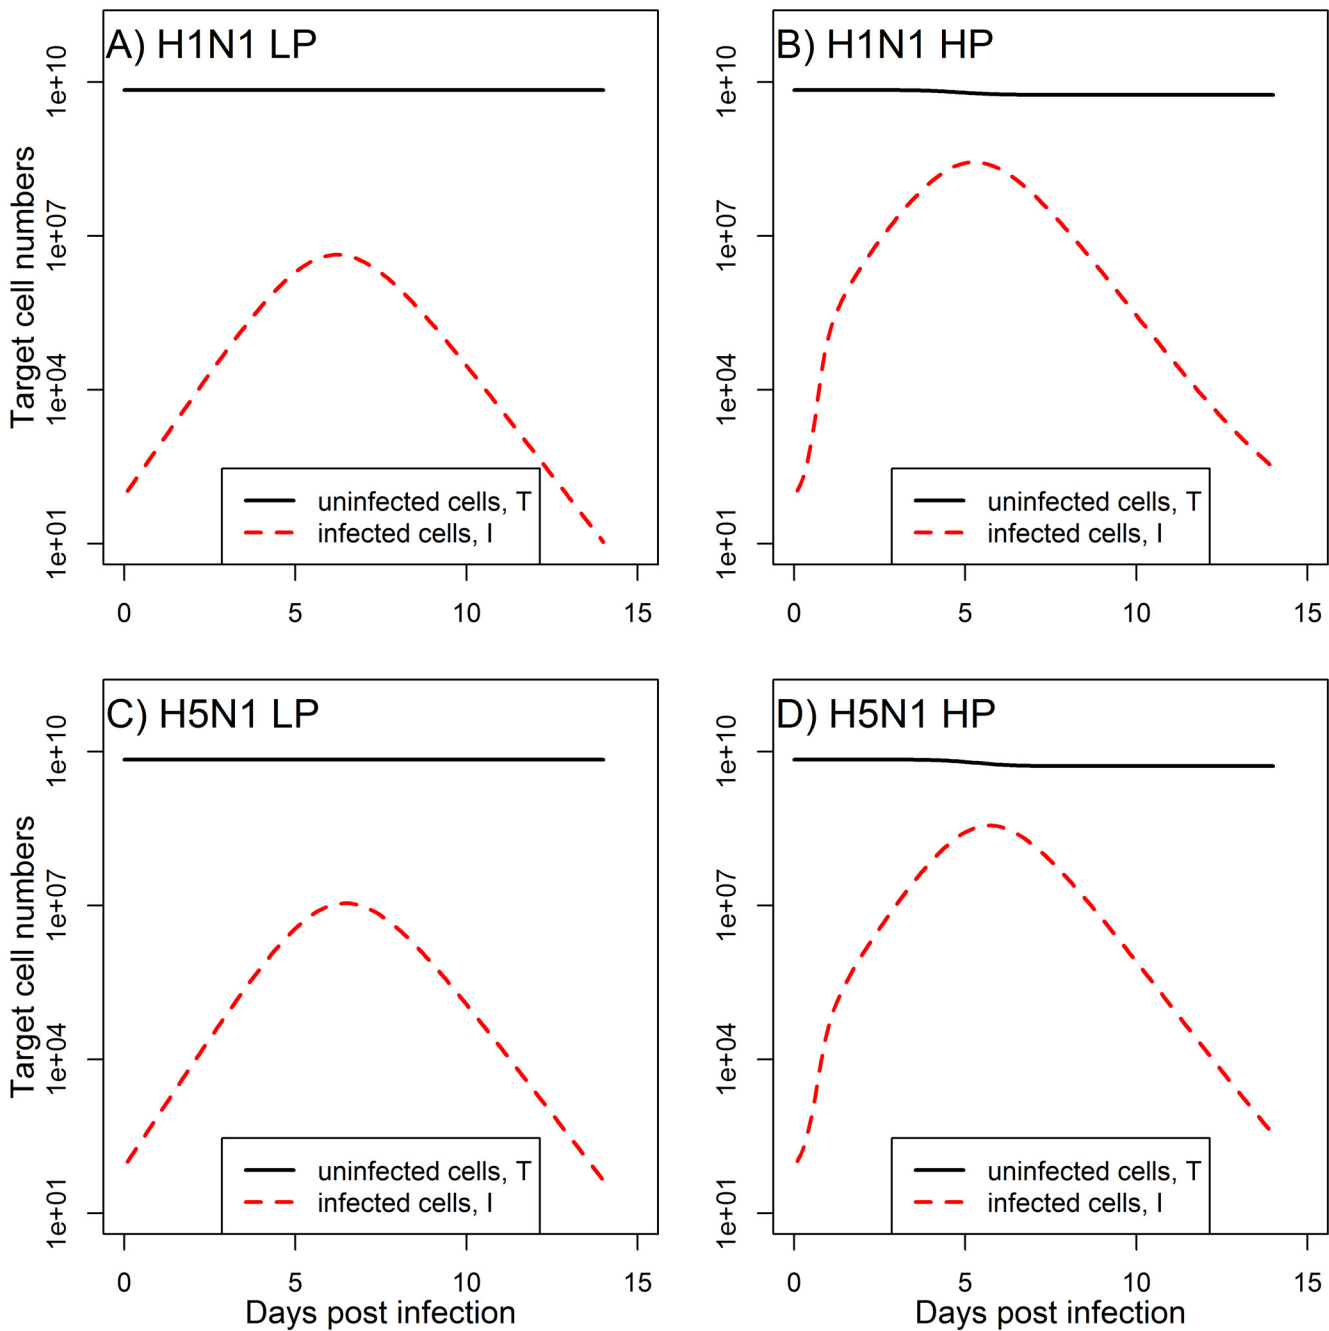 A) H1N1 LP
Target cell numbers
1e+10
1e+07
1e+04
1e+01
uninfected cells, T
infected cells, I
0 5 10 15
B) H1N1 HP
1e+10
1e+07
1e+04
1e+01
uninfected cells, T
infected cells, I
0 5 10 15
C) H5N1 LP
Target cell numbers
1e+10
1e+07
1e+04
1e+01
uninfected cells, T
infected cells, I
0 5 10 15
Days post infection
D) H5N1 HP
1e+10
1e+07
1e+04
1e+01
uninfected cells, T
infected cells, I
0 5 10 15
Days post infection